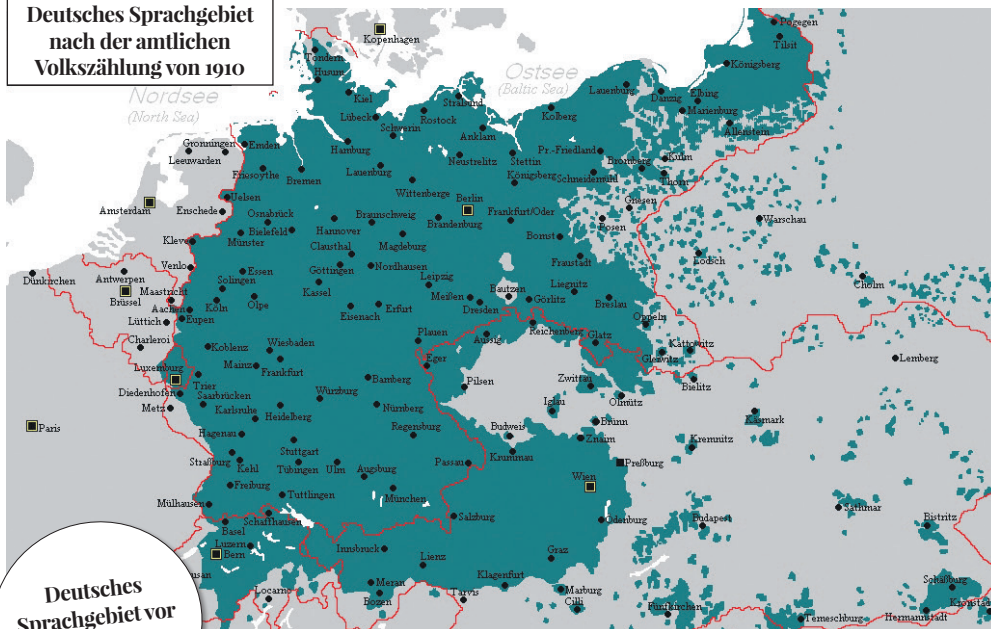 Deutsches Sprachgebiet
nach der amtlichen
Volkszählung von 1910
Kopenhagen
Pogegen
Tondern
Tilsit
Husum
Königsberg
Ostsee
(Baltic Sea)
Nordsee
(North Sea)
Kiel
Stralsund
Lauenburg
Danzig
Elbing
Marienburg
Lübeck
Rostock
Kolberg
Schwerin
Anklam
Allenstein
Gronningen
Emden
Hamburg
Leeuwarden
Neustrelitz
Stettin
Pr.-Friedland
Bromberg
Kulm
Friesoythe
Bremen
Lauenburg
Wittenberge
Königsberg
Schneidemühl
Thorn
Uelsen
Berlin
Gnesen
Amsterdam
Enschede
Osnabrück
Braunschweig
Brandenburg
Frankfurt/Oder
Posen
Warschau
Bielefeld
Hannover
Münster
Magdeburg
Bomst
Kleve
Clausthal
Fraustadt
Lodsch
Venlo
Göttingen
Nordhausen
Leipzig
Dünkirchen
Antwerpen
Essen
Bautzen
Liegnitz
Cholm
Maastricht
Solingen
Kassel
Meißen
Görlitz
Breslau
Brüssel
Aachen
Köln
Olpe
Eisenach
Erfurt
Dresden
Lüttich
Eupen
Oppeln
Reichenberg
Charleroi
Koblenz
Wiesbaden
Plauen
Aussig
Glatz
Kattowitz
Gleiwitz
Luxemburg
Mainz
Frankfurt
Eger
Lemberg
Trier
Bamberg
Pilsen
Zwittau
Bielitz
Diedenhofen
Saarbrücken
Würzburg
Olmütz
Metz
Karlsruhe
Heidelberg
Nürnberg
Iglau
Käsmark
Paris
Hagenau
Regensburg
Budweis
Brünn
Znaim
Kremnitz
Straßburg
Stuttgart
Krummau
Kehl
Tübingen
Ulm
Augsburg
Passau
Preßburg
Wien
Freiburg
Tuttlingen
München
Mülhausen
Sathmar
Schaffhausen
Salzburg
Ödenburg
Budapest
Bistritz
Basel
Luzern
Bern
Innsbruck
Lienz
Graz
Klagenfurt
Meran
Marburg
Schäßburg
Locarno
Bozen
Tarvis
Cilli
Fünfkirchen
Temeschburg
Hermannstadt
Kronstadt
Deutsches
Sprachgebiet vor